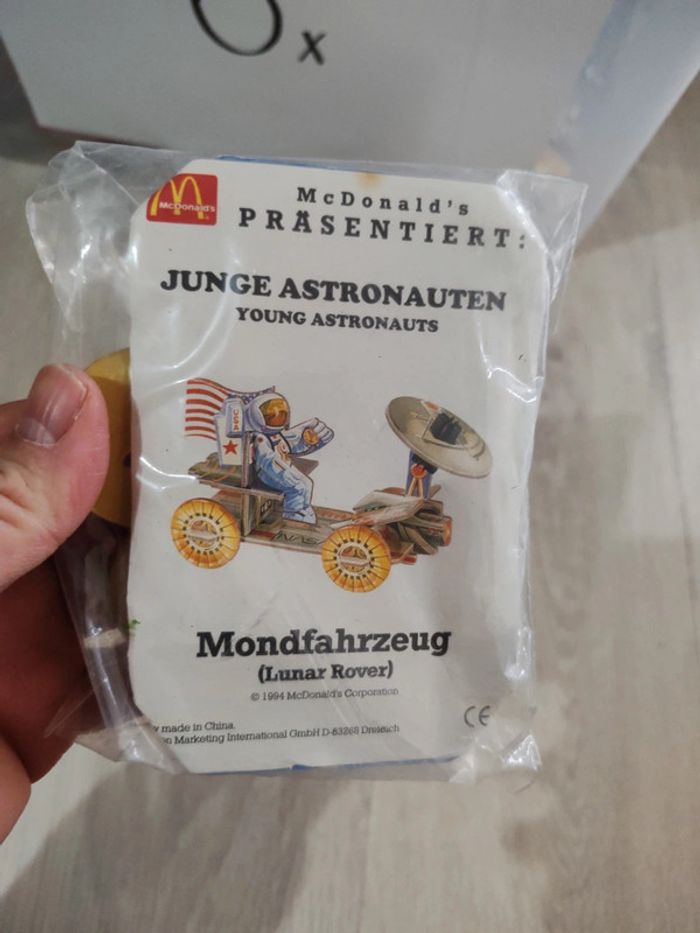 x
McDonald's
McDonald's
PRÄSENTIERT:
JUNGE ASTRONAUTEN
YOUNG ASTRONAUTS
Mondfahrzeug
(Lunar Rover)
© 1994 McDonald's Corporation
made in China.
Marketing International GmbH D-63268 Dreieich
CE